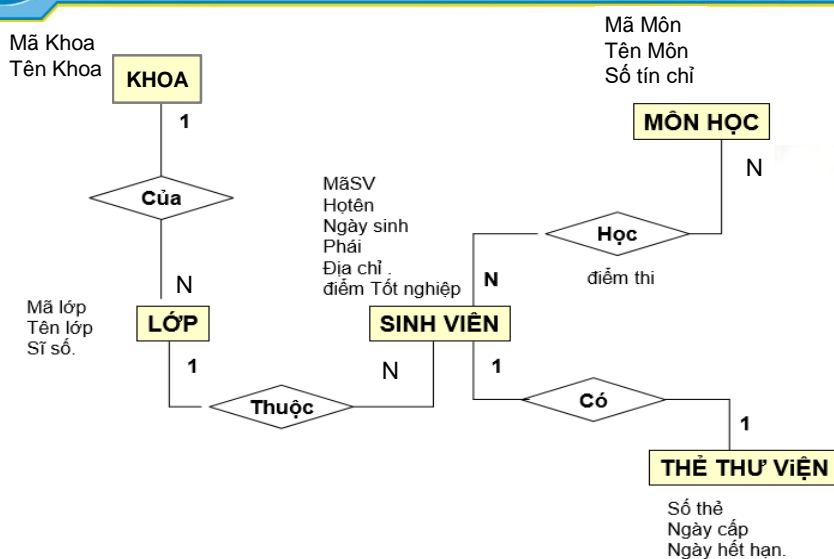 Mã Khoa
Tên Khoa
KHOA
1
Của
N
Mã lớp
Tên lớp
Sĩ số.
LỚP
1
Thuộc
N
MãSV
Họtên
Ngày sinh
Phái
Địa chỉ .
điểm Tốt nghiệp
SINH VIÊN
N
Học
điểm thi
N
Mã Môn
Tên Môn
Số tín chỉ
MÔN HỌC
1
Có
1
THẺ THƯ ViỆN
Số thẻ
Ngày cấp
Ngày hết hạn.